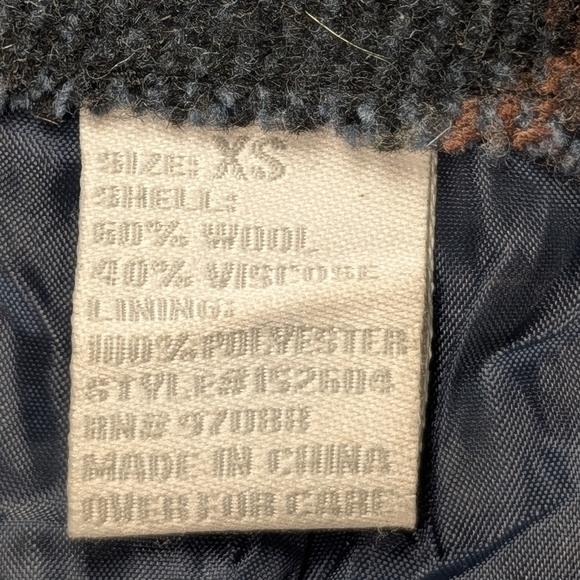 SIZE: XS
SHELL:
60% WOOL
40% VISCOSE
LINING:
100% POLYESTER
STYLE#152604
RN# 97088
MADE IN CHINA
OVER FOR CARE